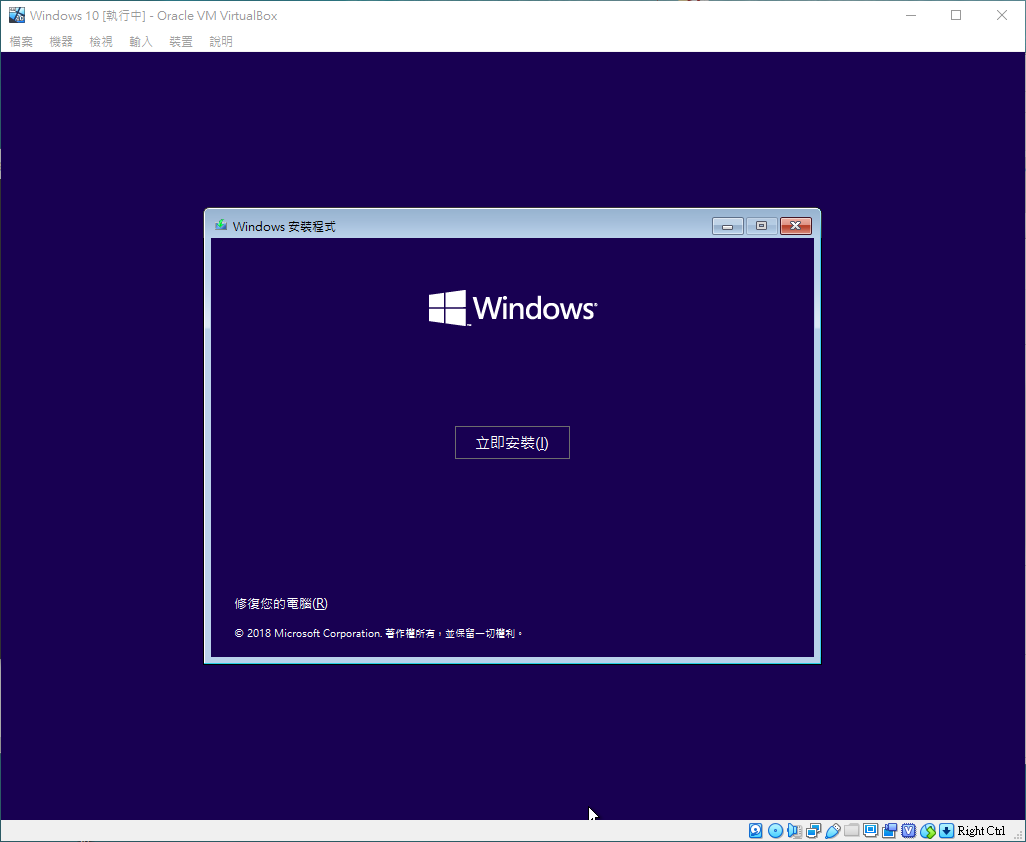 Windows 10 [執行中] - Oracle VM VirtualBox
檔案 機器 檢視 輸入 裝置 說明
Windows 安裝程式
Windows
立即安裝(I)
修復您的電腦(R)
© 2018 Microsoft Corporation. 著作權所有，並保留一切權利。
Right Ctrl